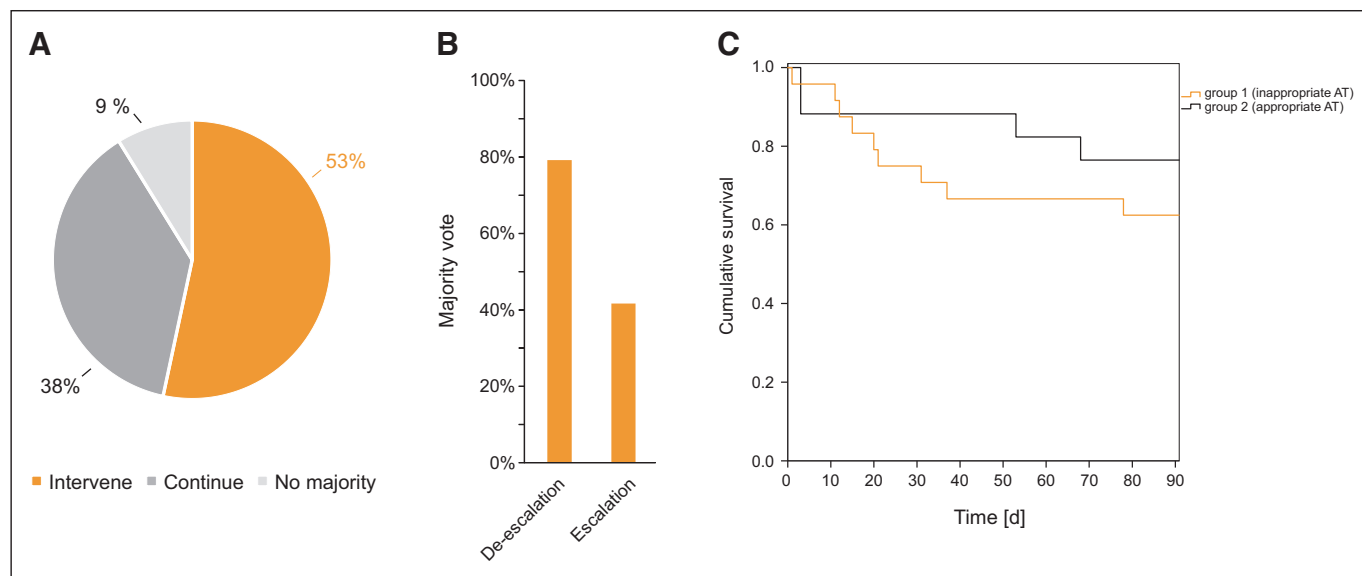 A
9 %
53%
38%
Intervene
Continue
No majority
B
100%
80%
60%
40%
20%
0%
Majority vote
De-escalation
Escalation
C
1.0
0.8
0.6
0.4
0.2
0.0
Cumulative survival
0 10 20 30 40 50 60 70 80 90
Time [d]
group 1 (inappropriate AT)
group 2 (appropriate AT)